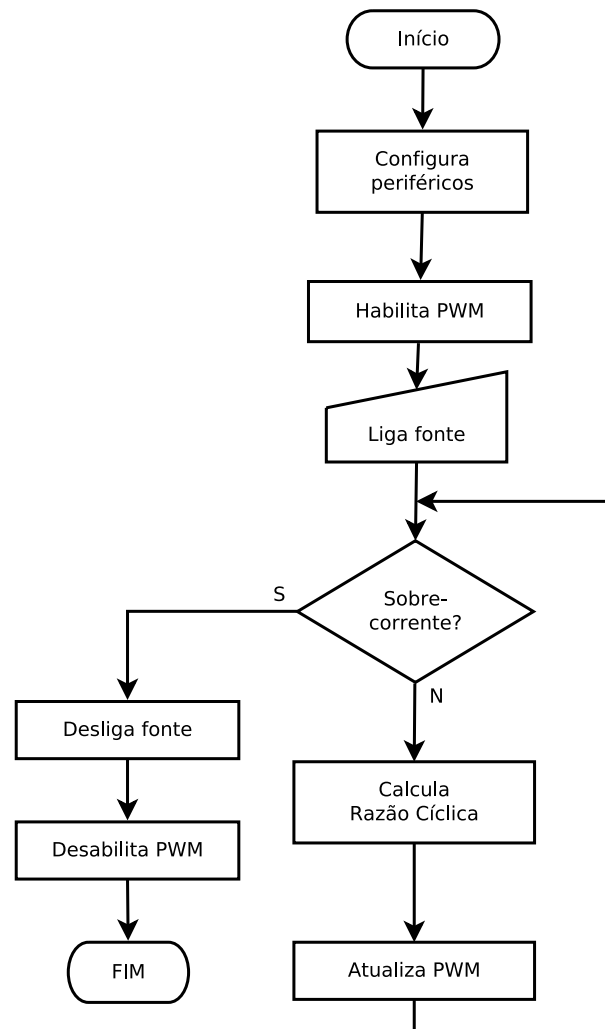 Início
Configura
periféricos
Habilita PWM
Liga fonte
Sobre-
corrente?
S
N
Desliga fonte
Calcula
Razão Cíclica
Desabilita PWM
FIM
Atualiza PWM